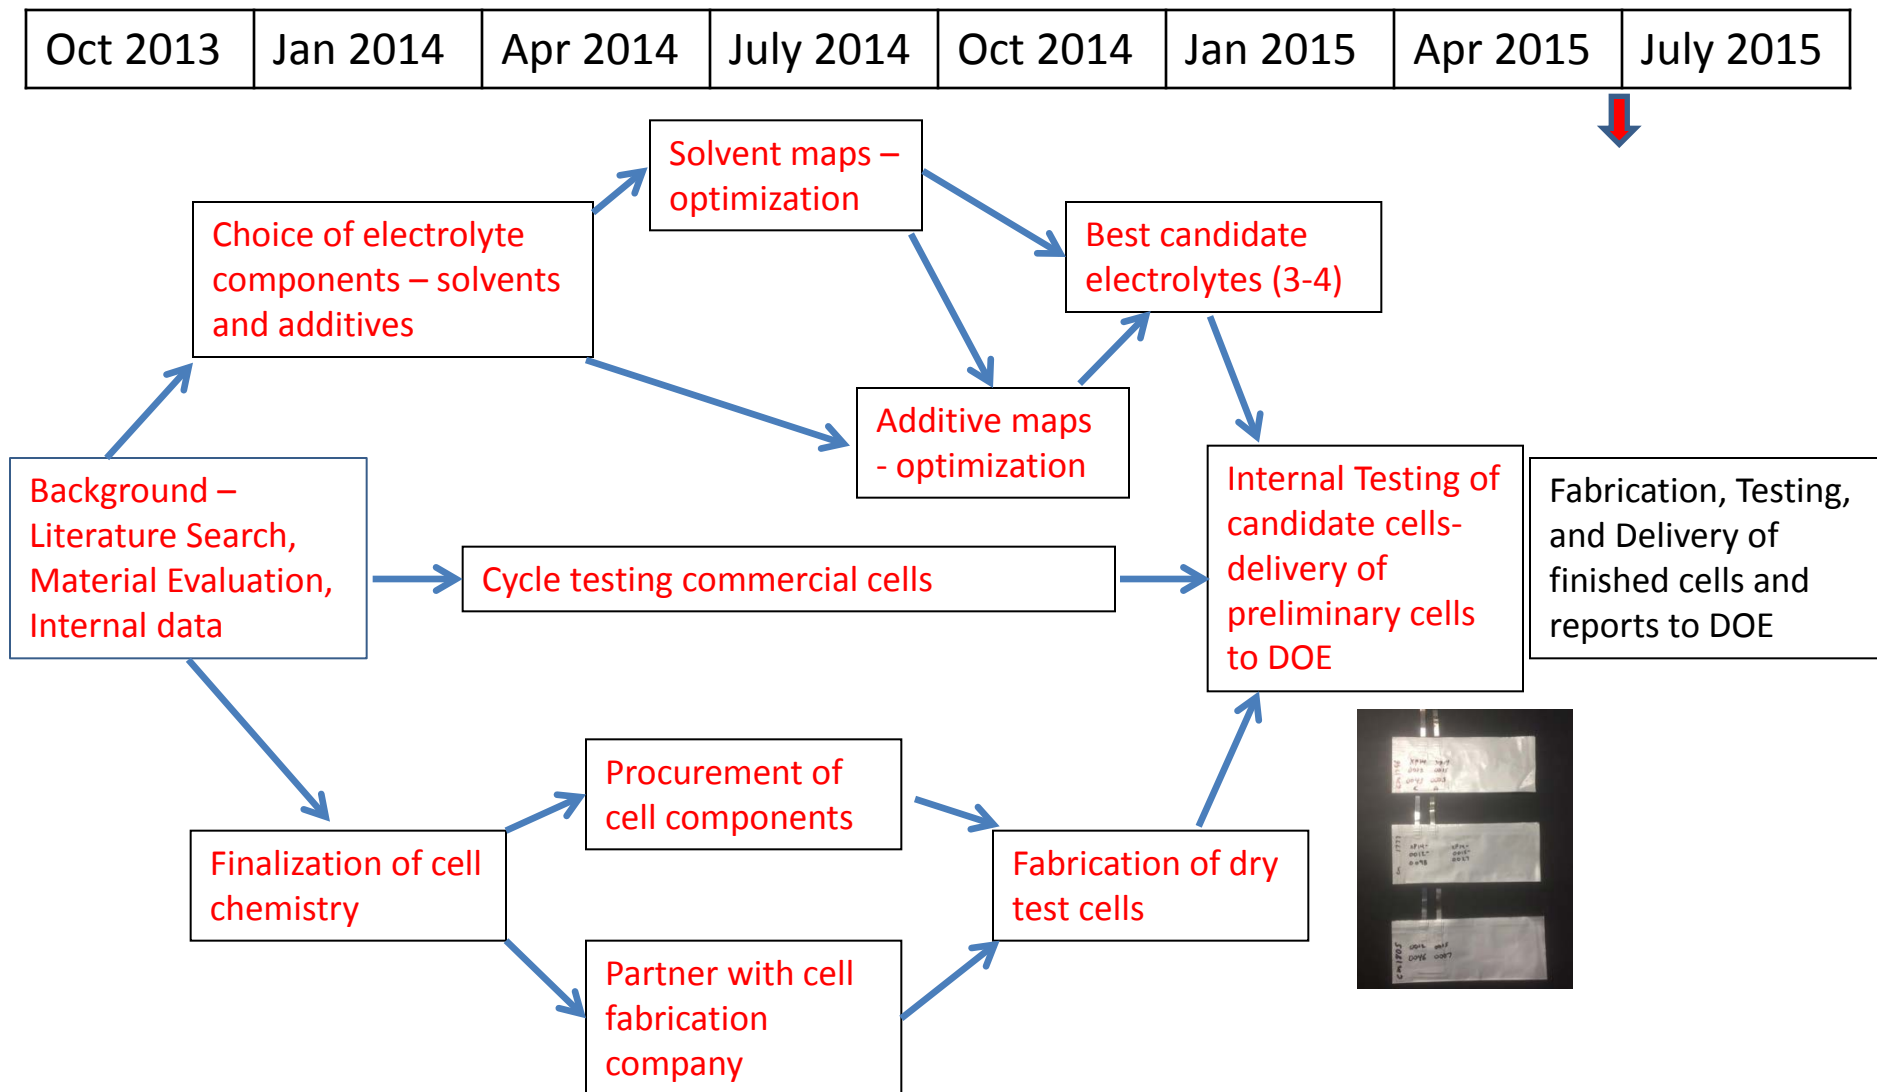 Oct 2013
Jan 2014
Apr 2014
July 2014
Oct 2014
Jan 2015
Apr 2015
July 2015
Solvent maps –
optimization
Choice of electrolyte
components – solvents
and additives
Best candidate
electrolytes (3-4)
Additive maps
- optimization
Background –
Literature Search,
Material Evaluation,
Internal data
Cycle testing commercial cells
Internal Testing of
candidate cells-
delivery of
preliminary cells
to DOE
Fabrication, Testing,
and Delivery of
finished cells and
reports to DOE
Procurement of
cell components
Finalization of cell
chemistry
Fabrication of dry
test cells
Partner with cell
fabrication
company